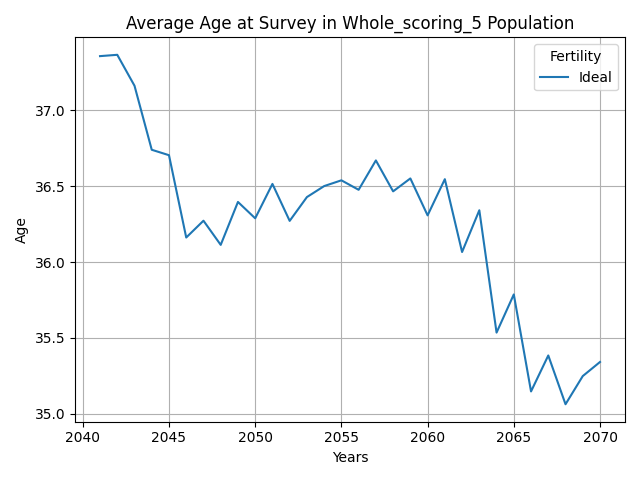 Average Age at Survey in Whole_scoring_5 Population
Fertility
Ideal
37.0
36.5
36.0
35.5
35.0
Age
2040 2045 2050 2055 2060 2065 2070
Years